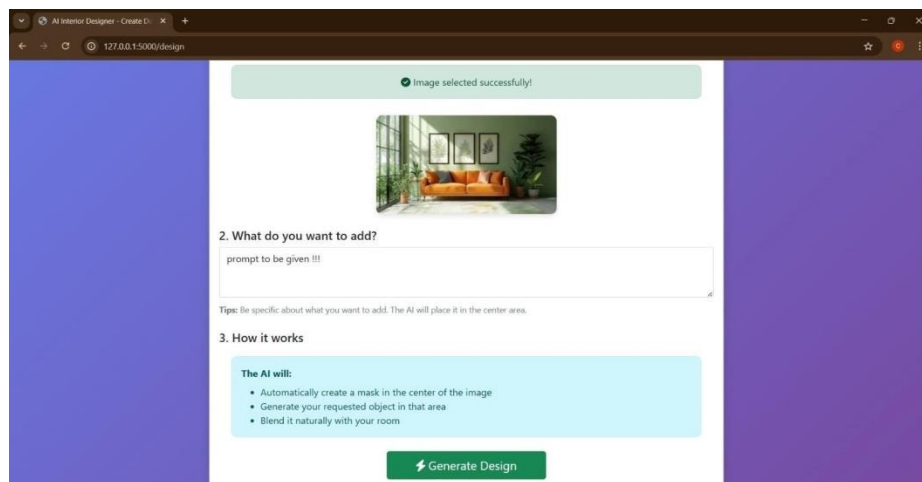 AI Interior Designer - Create De
127.0.0.1:5000/design
C
Image selected successfully!
2. What do you want to add?
prompt to be given !!!
Tips: Be specific about what you want to add. The AI will place it in the center area.
3. How it works
The AI will:
• Automatically create a mask in the center of the image
• Generate your requested object in that area
• Blend it naturally with your room
Generate Design